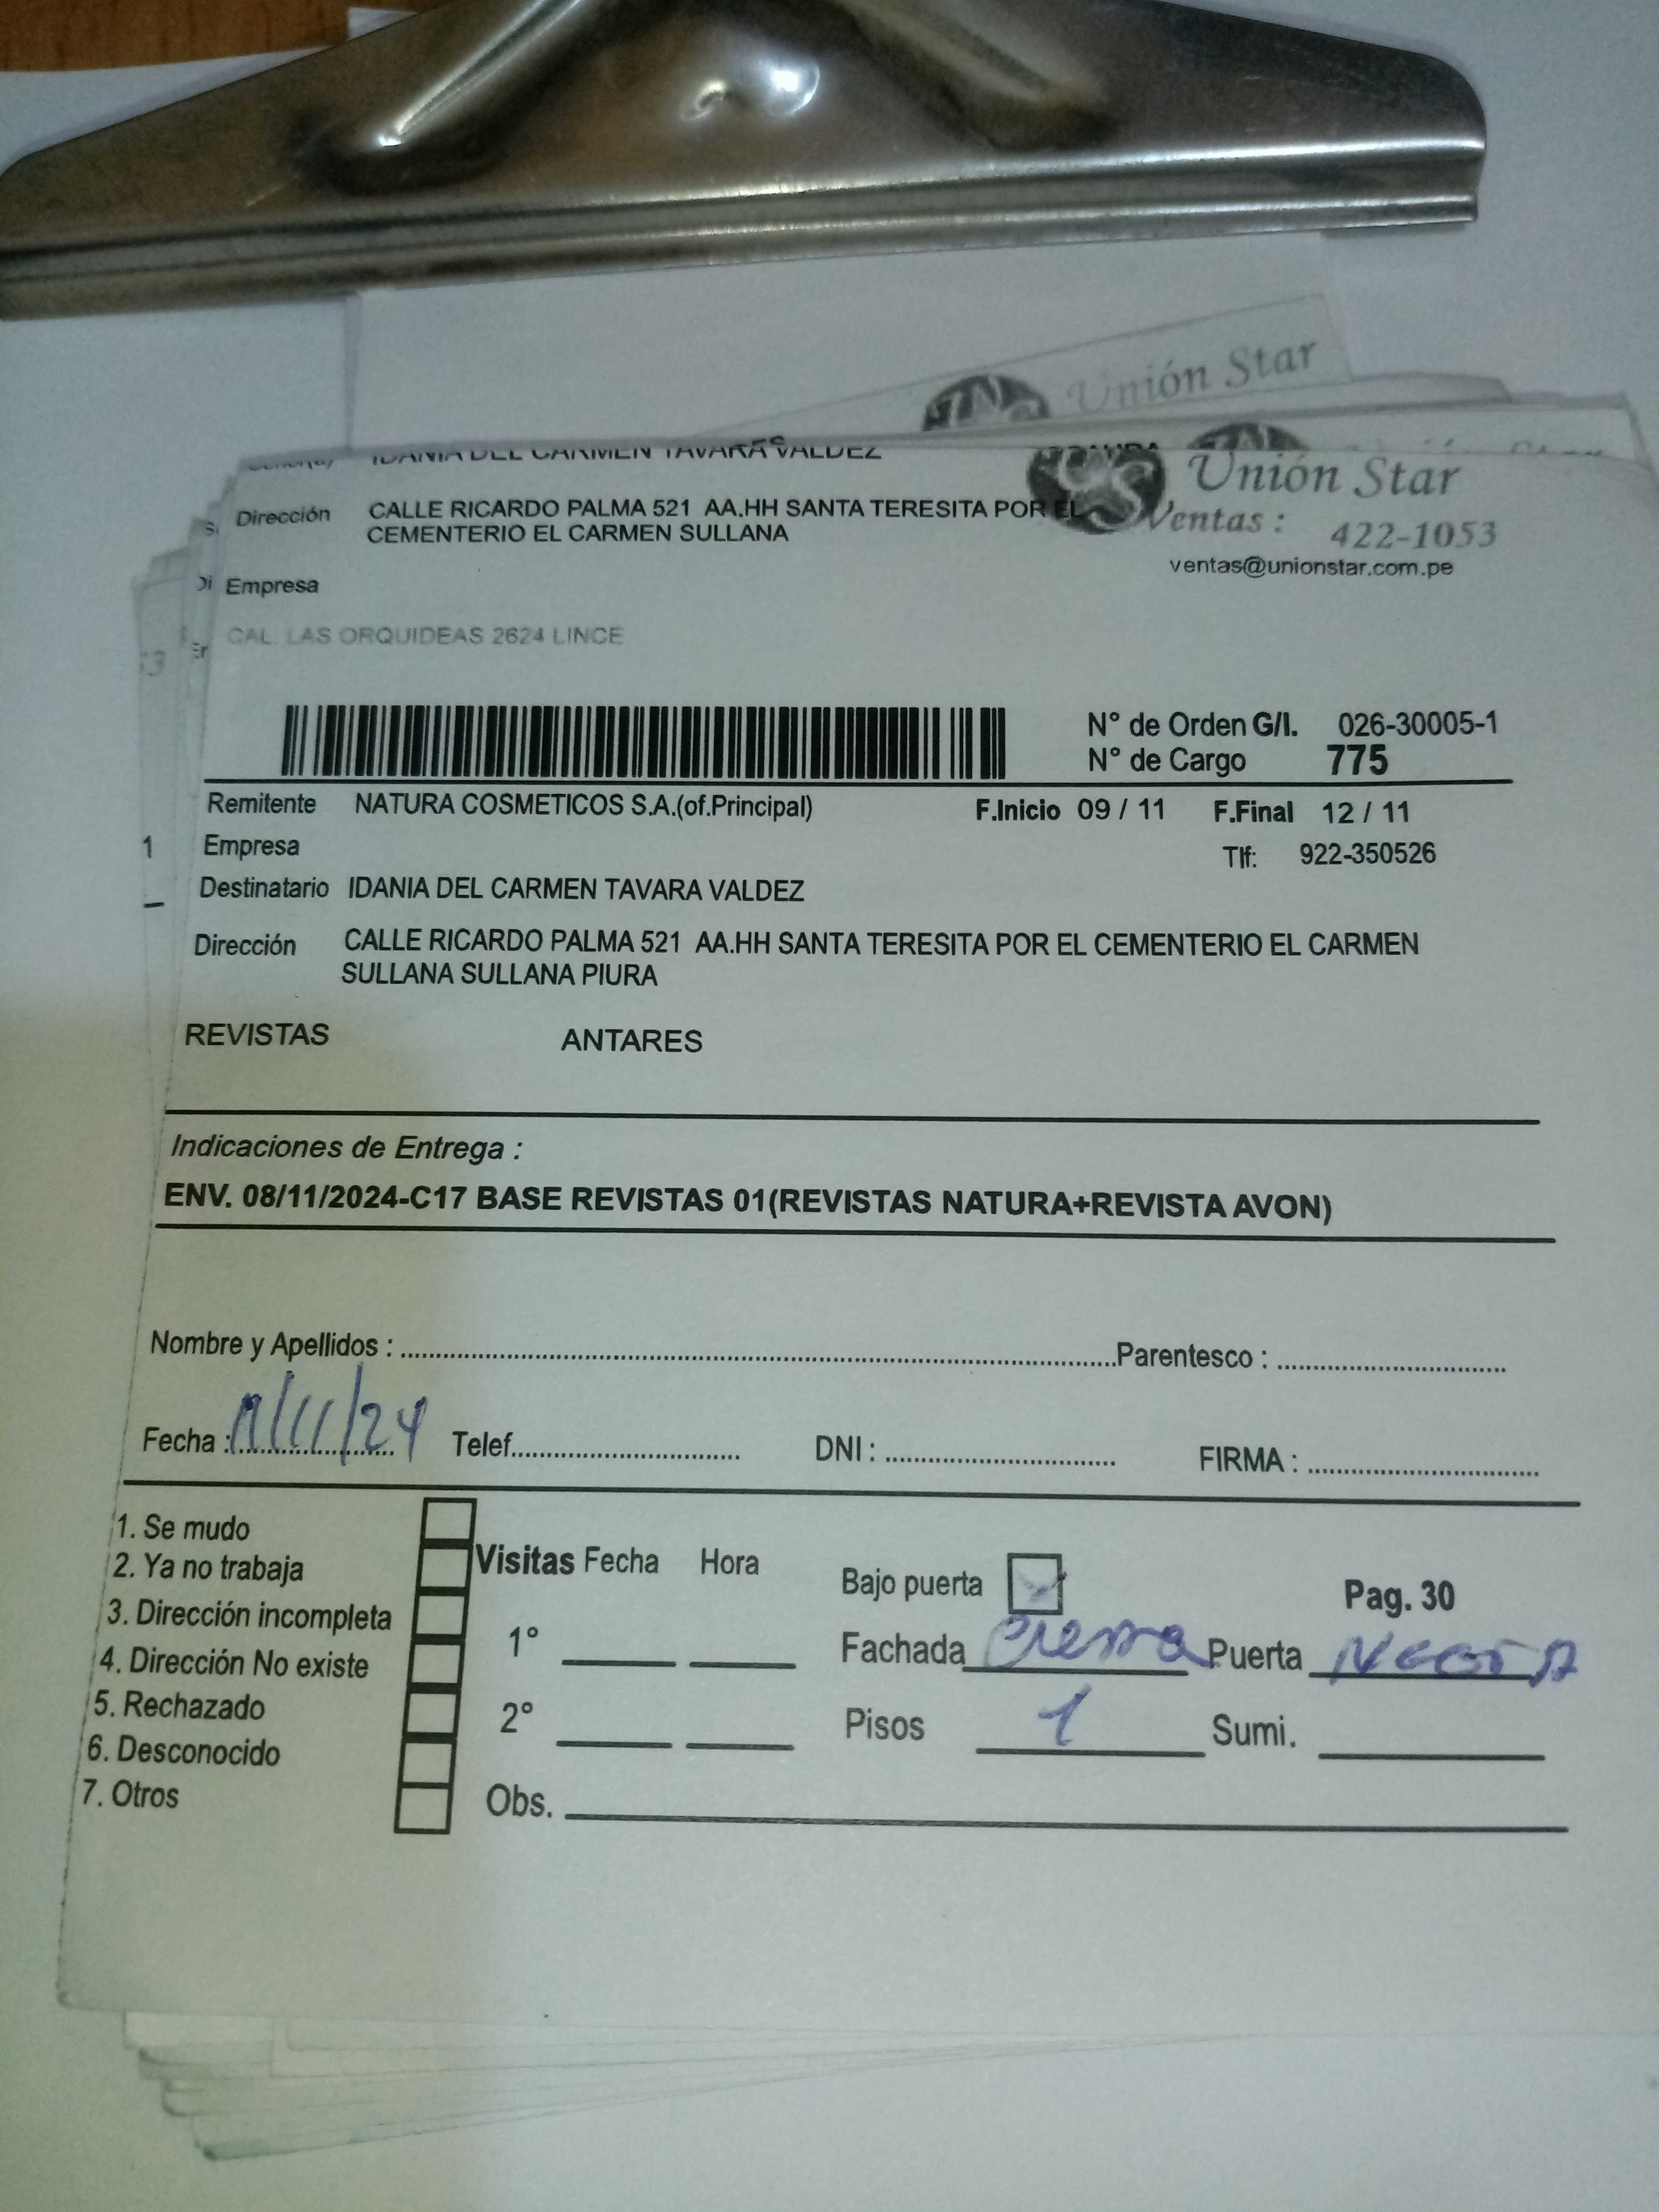 Unión Star
IDANIA DEL CARMEN TAVARA VALDEZ
Unión Star
Dirección CALLE RICARDO PALMA 521 AA.HH SANTA TERESITA POR EL
CEMENTERIO EL CARMEN SULLANA
Ventas : 422-1053
ventas@unionstar.com.pe
Empresa
CAL. LAS ORQUIDEAS 2624 LINCE
N° de Orden G/I. 026-30005-1
N° de Cargo 775
Remitente NATURA COSMETICOS S.A.(of.Principal) F.Inicio 09 / 11 F.Final 12 / 11
Empresa Tlf: 922-350526
Destinatario IDANIA DEL CARMEN TAVARA VALDEZ
Dirección CALLE RICARDO PALMA 521 AA.HH SANTA TERESITA POR EL CEMENTERIO EL CARMEN
SULLANA SULLANA PIURA
REVISTAS ANTARES
Indicaciones de Entrega :
ENV. 08/11/2024-C17 BASE REVISTAS 01(REVISTAS NATURA+REVISTA AVON)
Nombre y Apellidos : Parentesco :
Fecha : 11/11/24 Telef. DNI : FIRMA :
1. Se mudo
2. Ya no trabaja
3. Dirección incompleta
4. Dirección No existe
5. Rechazado
6. Desconocido
7. Otros
Visitas Fecha Hora
1°
2°
Obs.
Bajo puerta Pag. 30
Fachada Crema Puerta Negra
Pisos 1 Sumi.